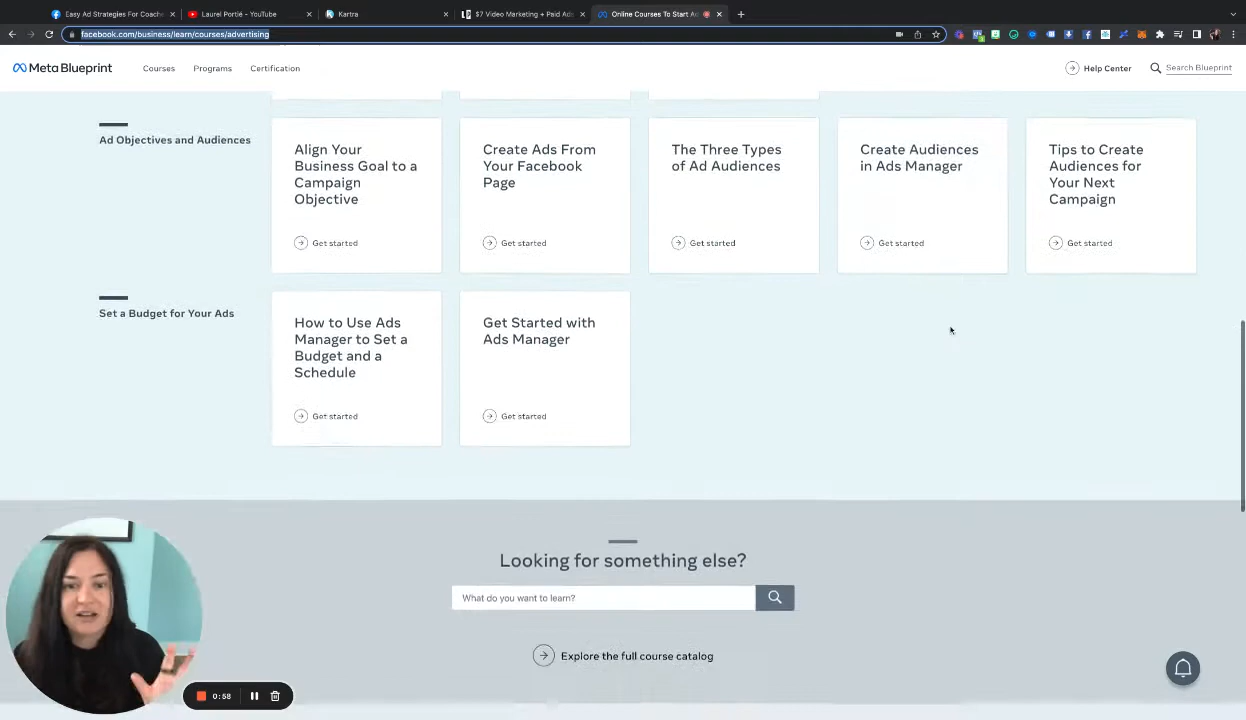 Easy Ad Strategies For Coache
Laurel Portié - YouTube
Kartra
$7 Video Marketing + Paid Ads
Online Courses To Start Ad
facebook.com/business/learn/courses/advertising
Meta Blueprint
Courses
Programs
Certification
Help Center
Search Blueprint
Ad Objectives and Audiences
Align Your
Business Goal to a
Campaign
Objective
Get started
Create Ads From
Your Facebook
Page
Get started
The Three Types
of Ad Audiences
Get started
Create Audiences
in Ads Manager
Get started
Tips to Create
Audiences for
Your Next
Campaign
Get started
Set a Budget for Your Ads
How to Use Ads
Manager to Set a
Budget and a
Schedule
Get started
Get Started with
Ads Manager
Get started
Looking for something else?
What do you want to learn?
Explore the full course catalog
0:58